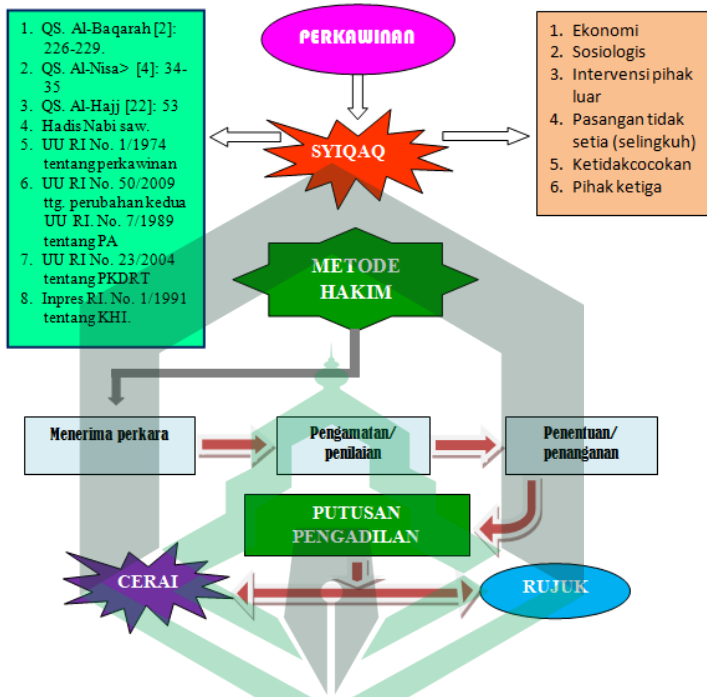 PERKAWINAN
1. QS. Al-Baqarah [2]:
226-229.
2. QS. Al-Nisa> [4]: 34-
35
3. QS. Al-Hajj [22]: 53
4. Hadis Nabi saw.
5. UU RI No. 1/1974
tentang perkawinan
6. UU RI No. 50/2009
ttg. perubahan kedua
UU RI. No. 7/1989
tentang PA
7. UU RI No. 23/2004
tentang PKDRT
8. Inpres RI. No. 1/1991
tentang KHI.
SYIQAQ
1. Ekonomi
2. Sosiologis
3. Intervensi pihak
luar
4. Pasangan tidak
setia (selingkuh)
5. Ketidakcocokan
6. Pihak ketiga
METODE
HAKIM
Menerima perkara
Pengamatan/
penilaian
Penentuan/
penanganan
PUTUSAN
PENGADILAN
CERAI
RUJUK